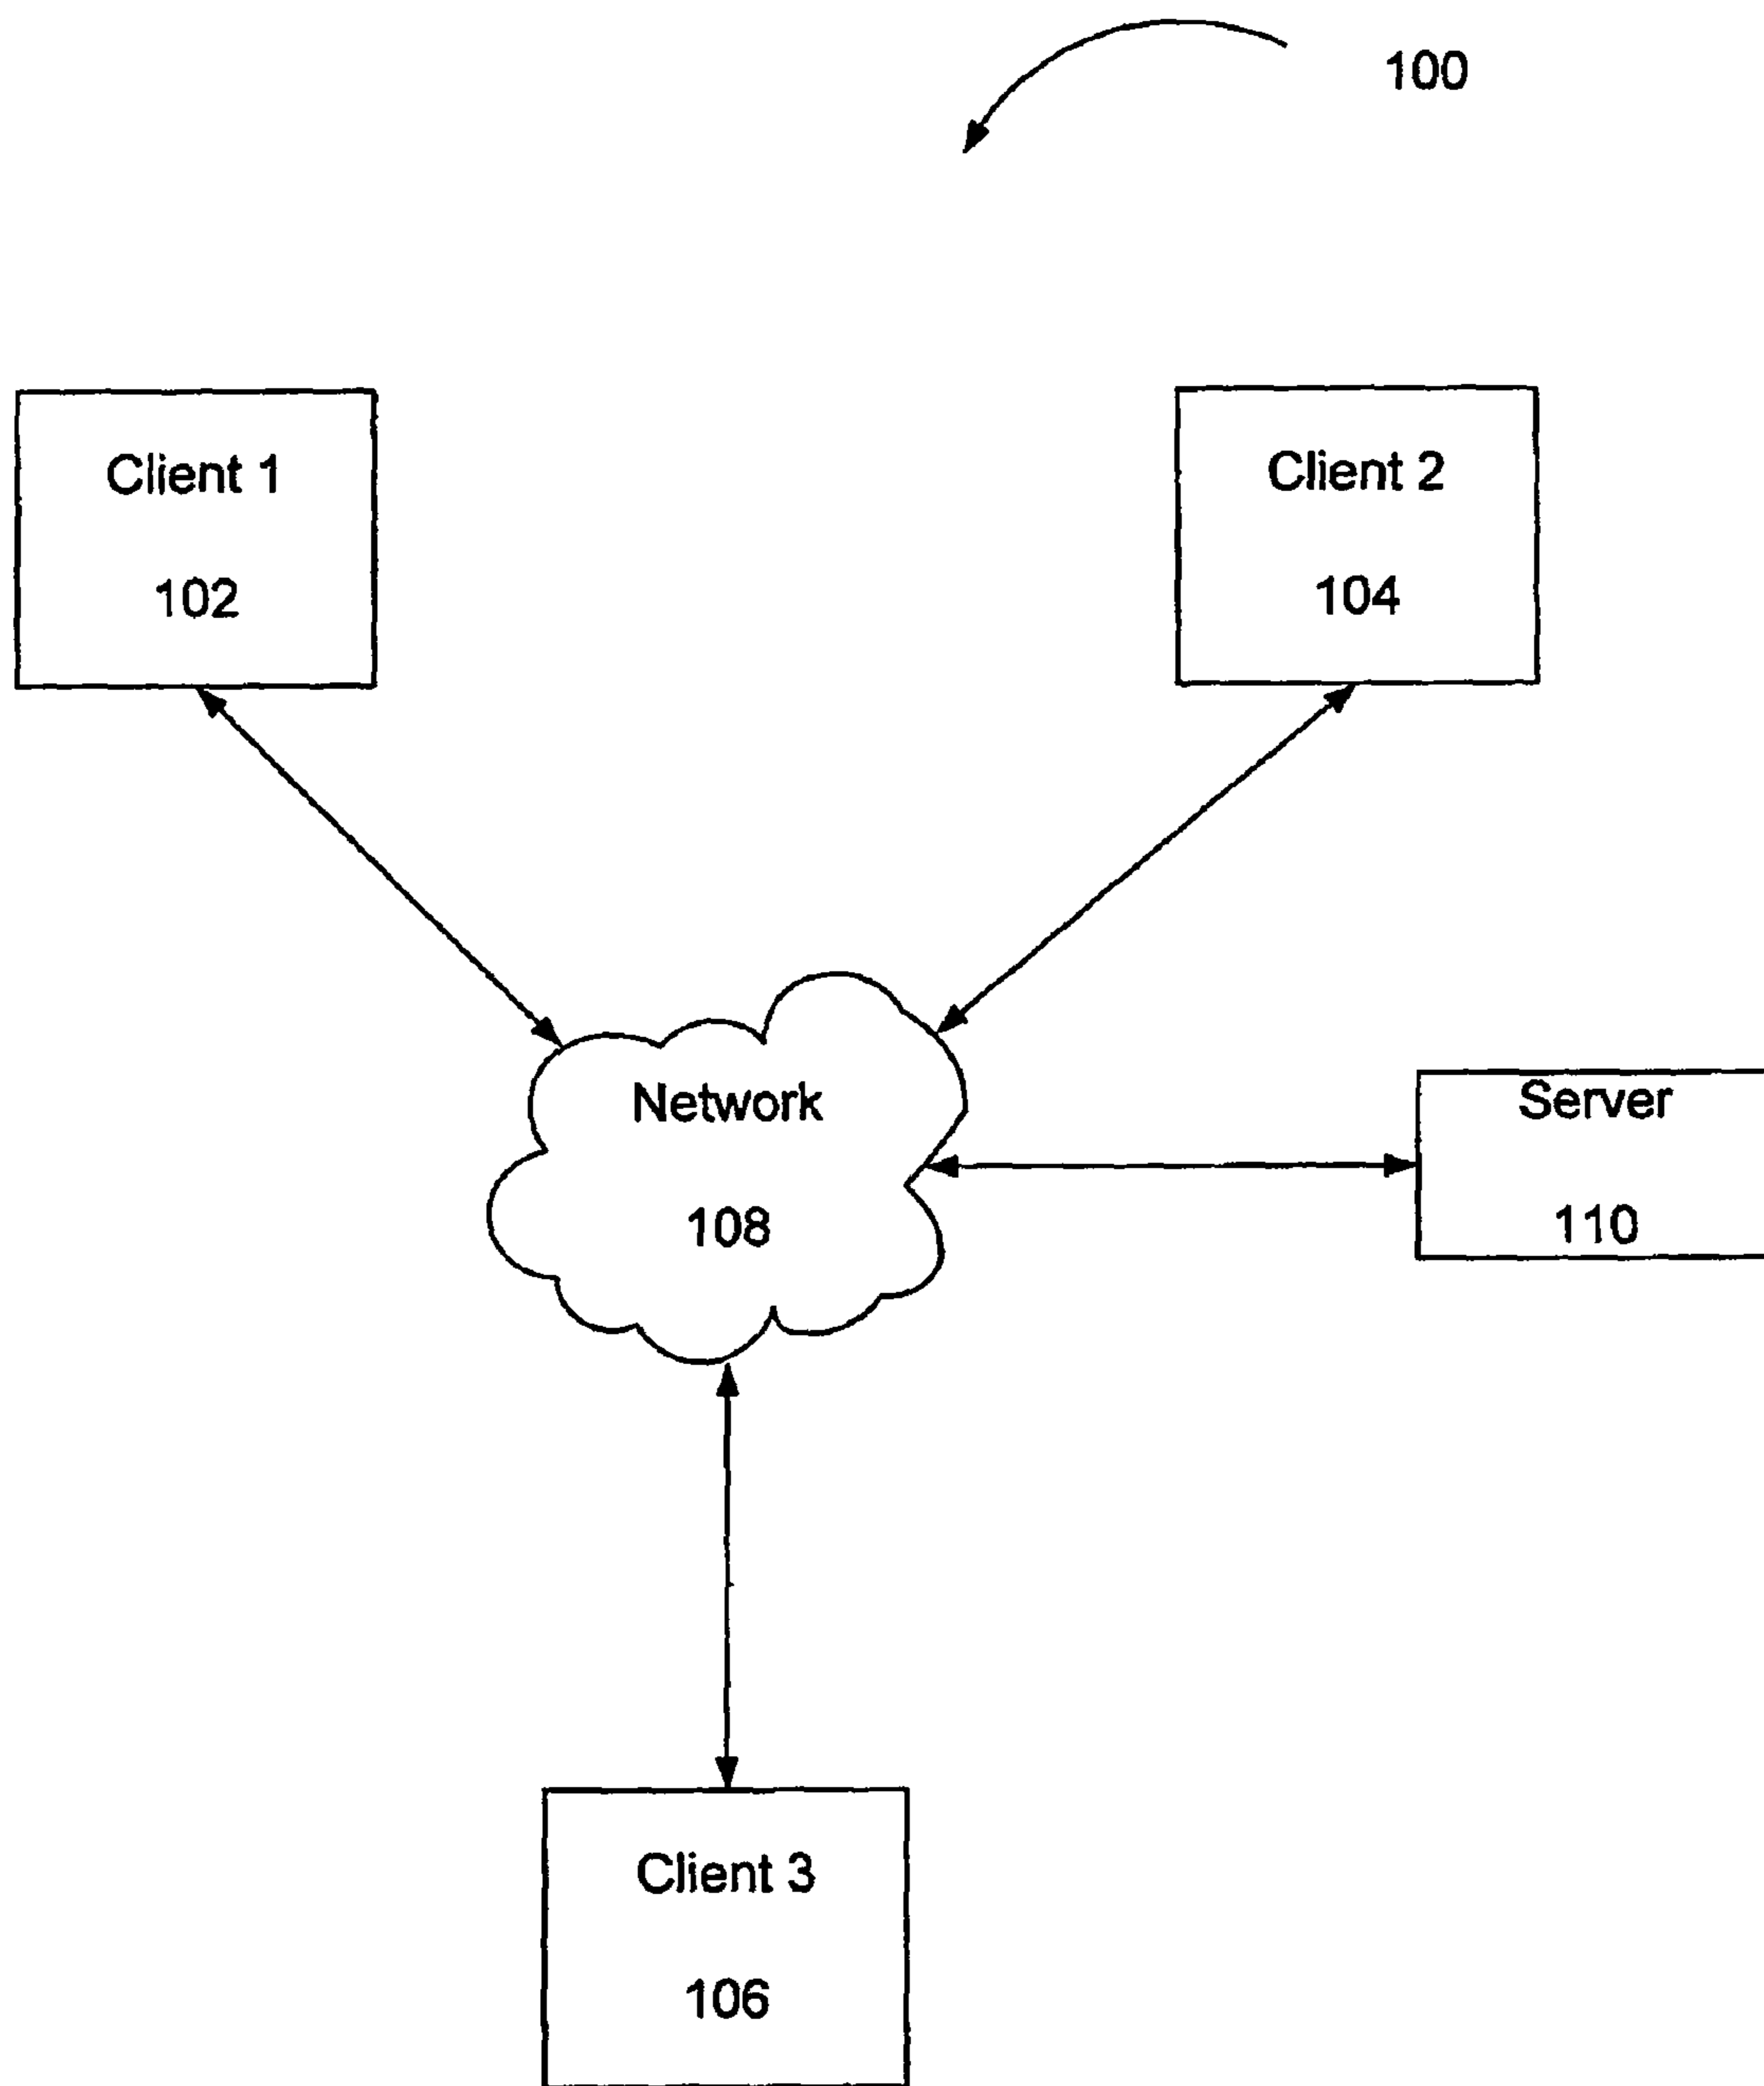 100
Client 1
102
Client 2
104
Network
108
Server
110
Client 3
106